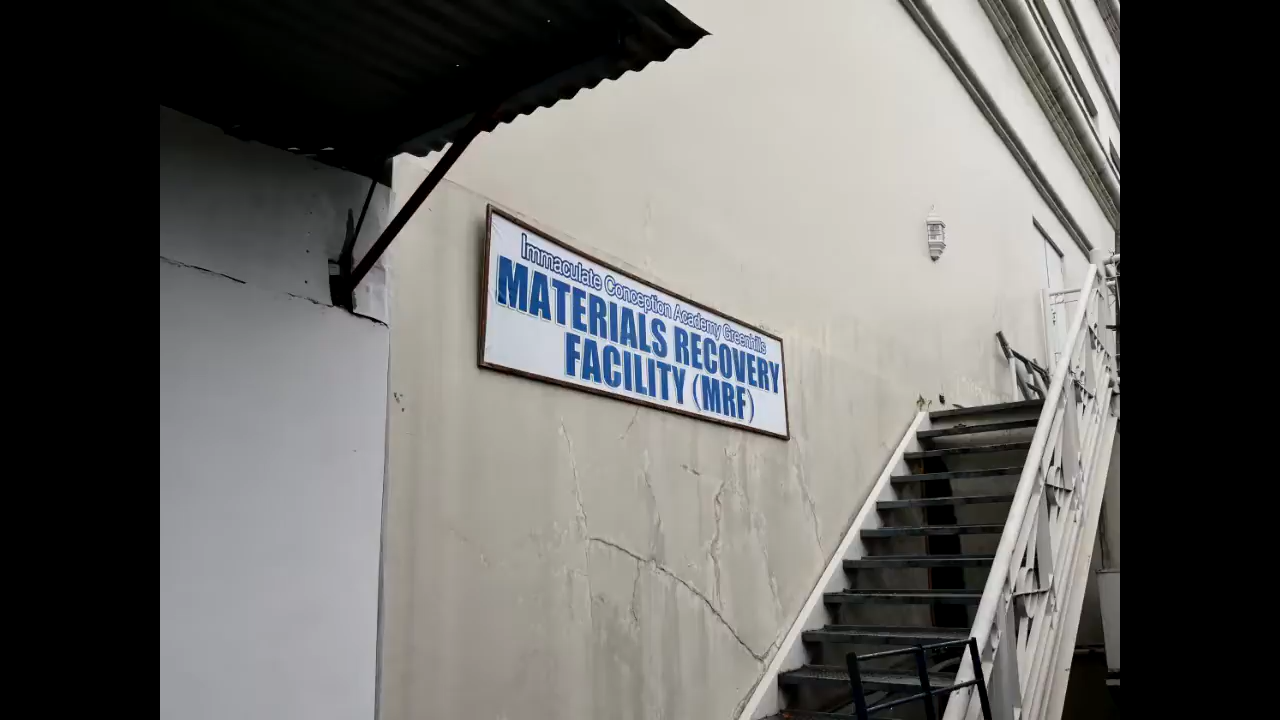 Immaculate Conception Academy Greenhills
MATERIALS RECOVERY
FACILITY (MRF)